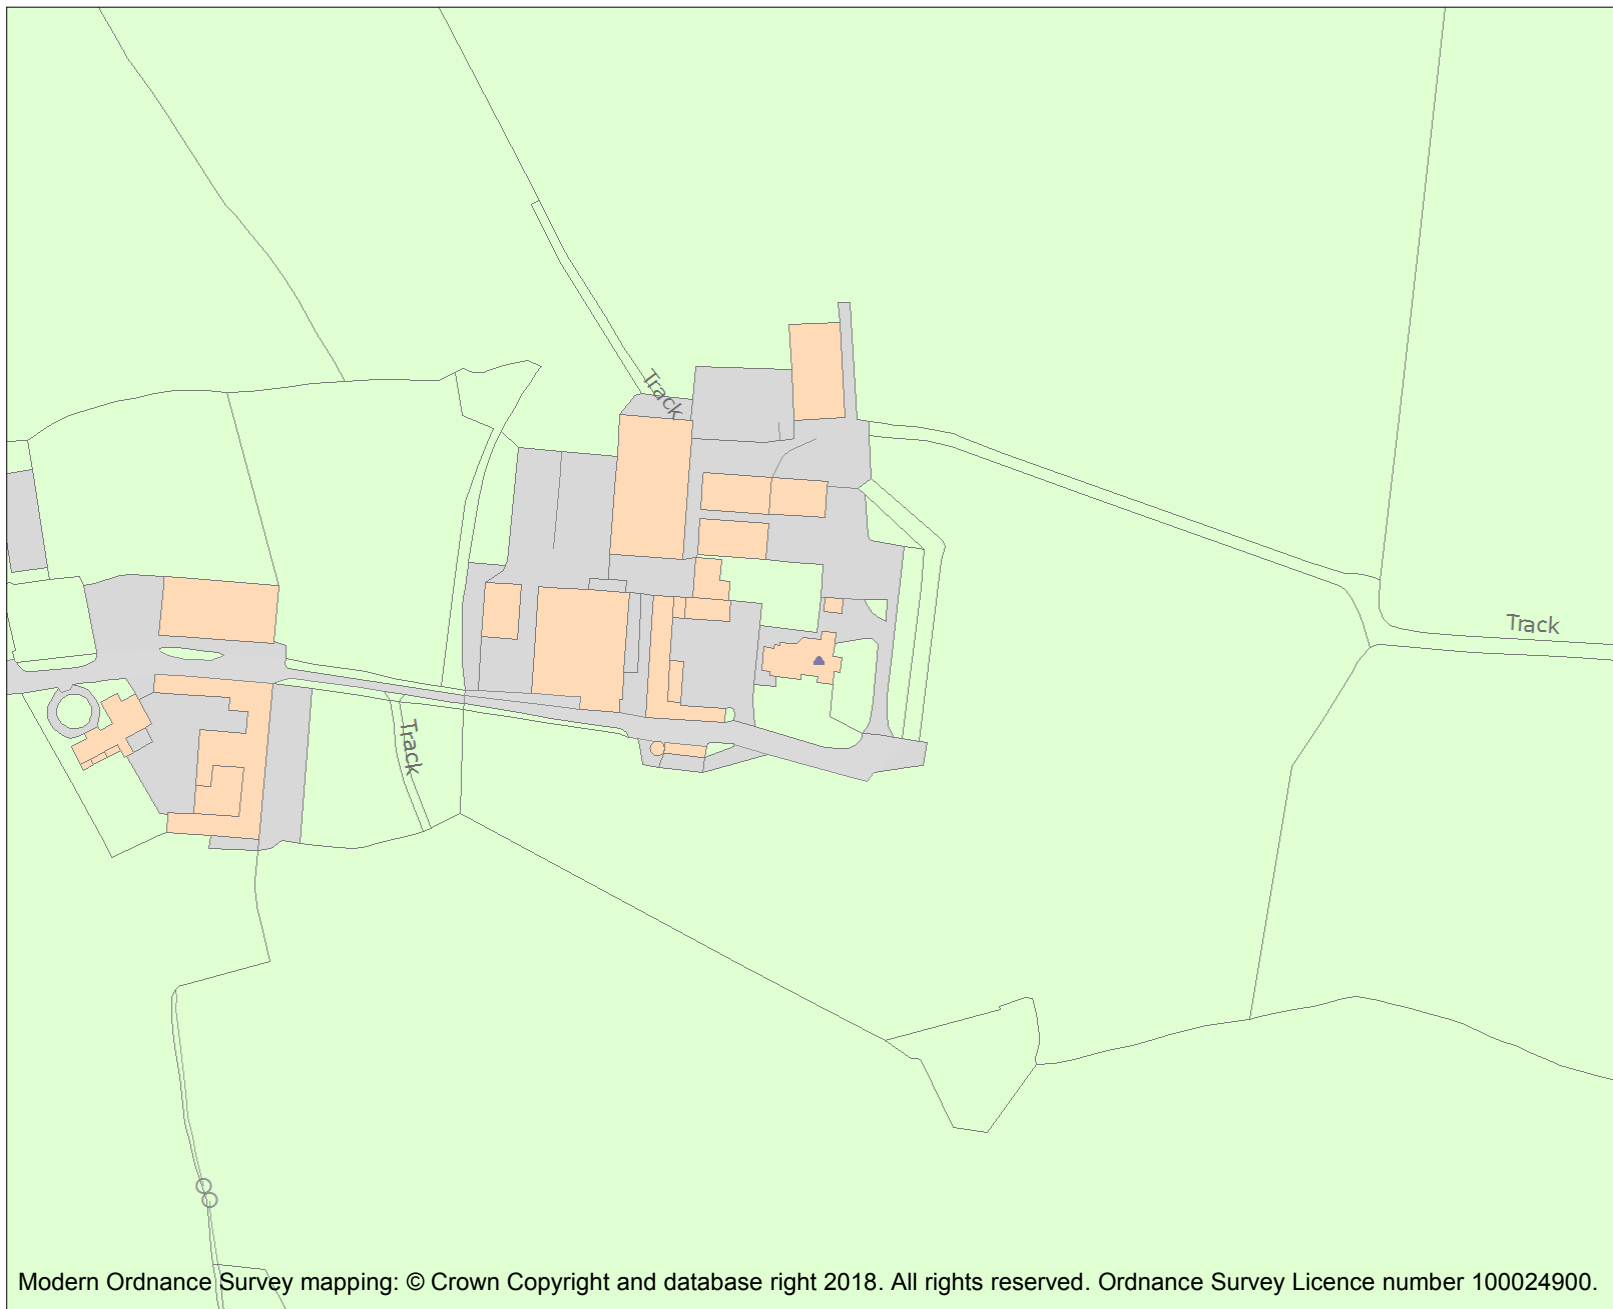 Track
Track
Track
Modern Ordnance Survey mapping: © Crown Copyright and database right 2018. All rights reserved. Ordnance Survey Licence number 100024900.